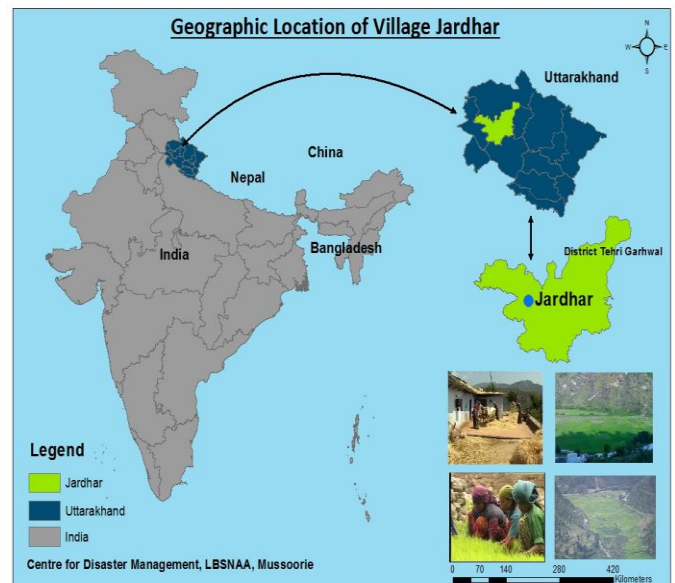 Geographic Location of Village Jardhar
N
W E
S
Uttarakhand
China
Nepal
India
Bangladesh
District Tehri Garhwal
Jardhar
Legend
Jardhar
Uttarakhand
India
Centre for Disaster Management, LBSNAA, Mussoorie
0 70 140 280 420
Kilometers